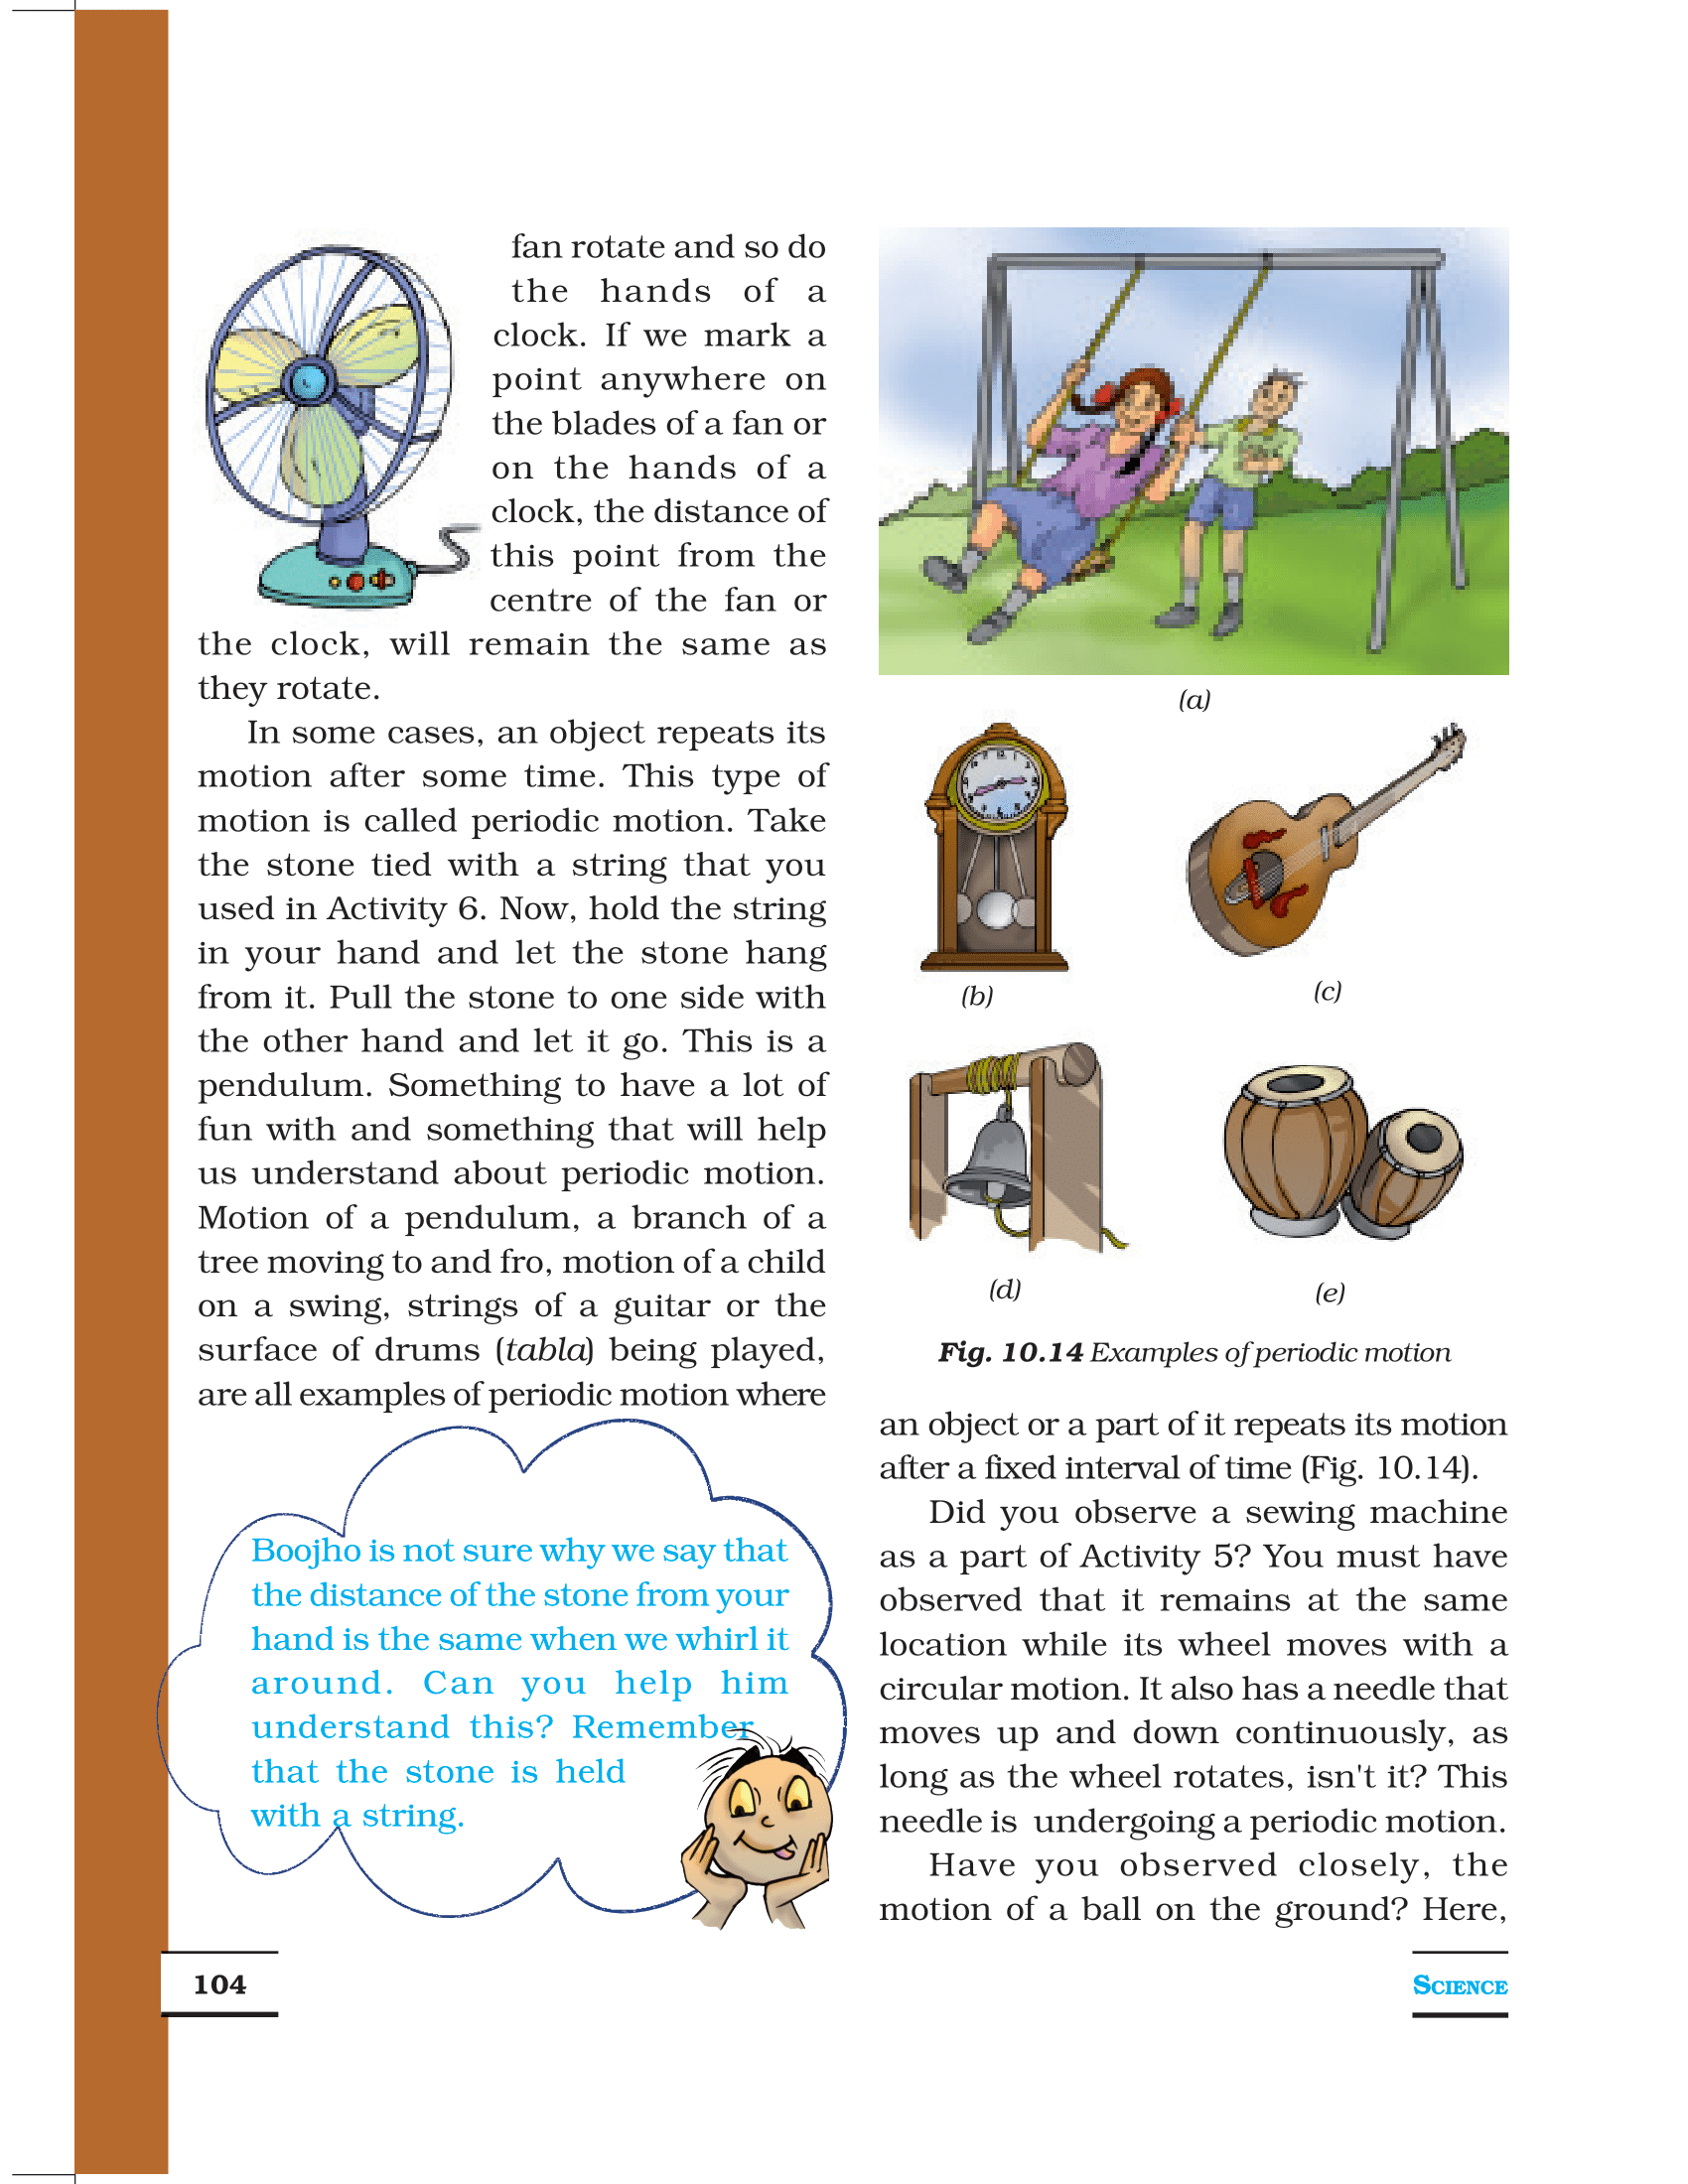 fan rotate and so do
the hands of a
clock. If we mark a
point anywhere on
the blades of a fan or
on the hands of a
clock, the distance of
this point from the
centre of the fan or
the clock, will remain the same as
they rotate.
In some cases, an object repeats its
motion after some time. This type of
motion is called periodic motion. Take
the stone tied with a string that you
used in Activity 6. Now, hold the string
in your hand and let the stone hang
from it. Pull the stone to one side with
the other hand and let it go. This is a
pendulum. Something to have a lot of
fun with and something that will help
us understand about periodic motion.
Motion of a pendulum, a branch of a
tree moving to and fro, motion of a child
on a swing, strings of a guitar or the
surface of drums (tabla) being played,
are all examples of periodic motion where
Boojho is not sure why we say that
the distance of the stone from your
hand is the same when we whirl it
around. Can you help him
understand this? Remember
that the stone is held
with a string.
(a)
(b)
(c)
(d)
(e)
Fig. 10.14 Examples of periodic motion
an object or a part of it repeats its motion
after a fixed interval of time (Fig. 10.14).
Did you observe a sewing machine
as a part of Activity 5? You must have
observed that it remains at the same
location while its wheel moves with a
circular motion. It also has a needle that
moves up and down continuously, as
long as the wheel rotates, isn't it? This
needle is undergoing a periodic motion.
Have you observed closely, the
motion of a ball on the ground? Here,
104
SCIENCE